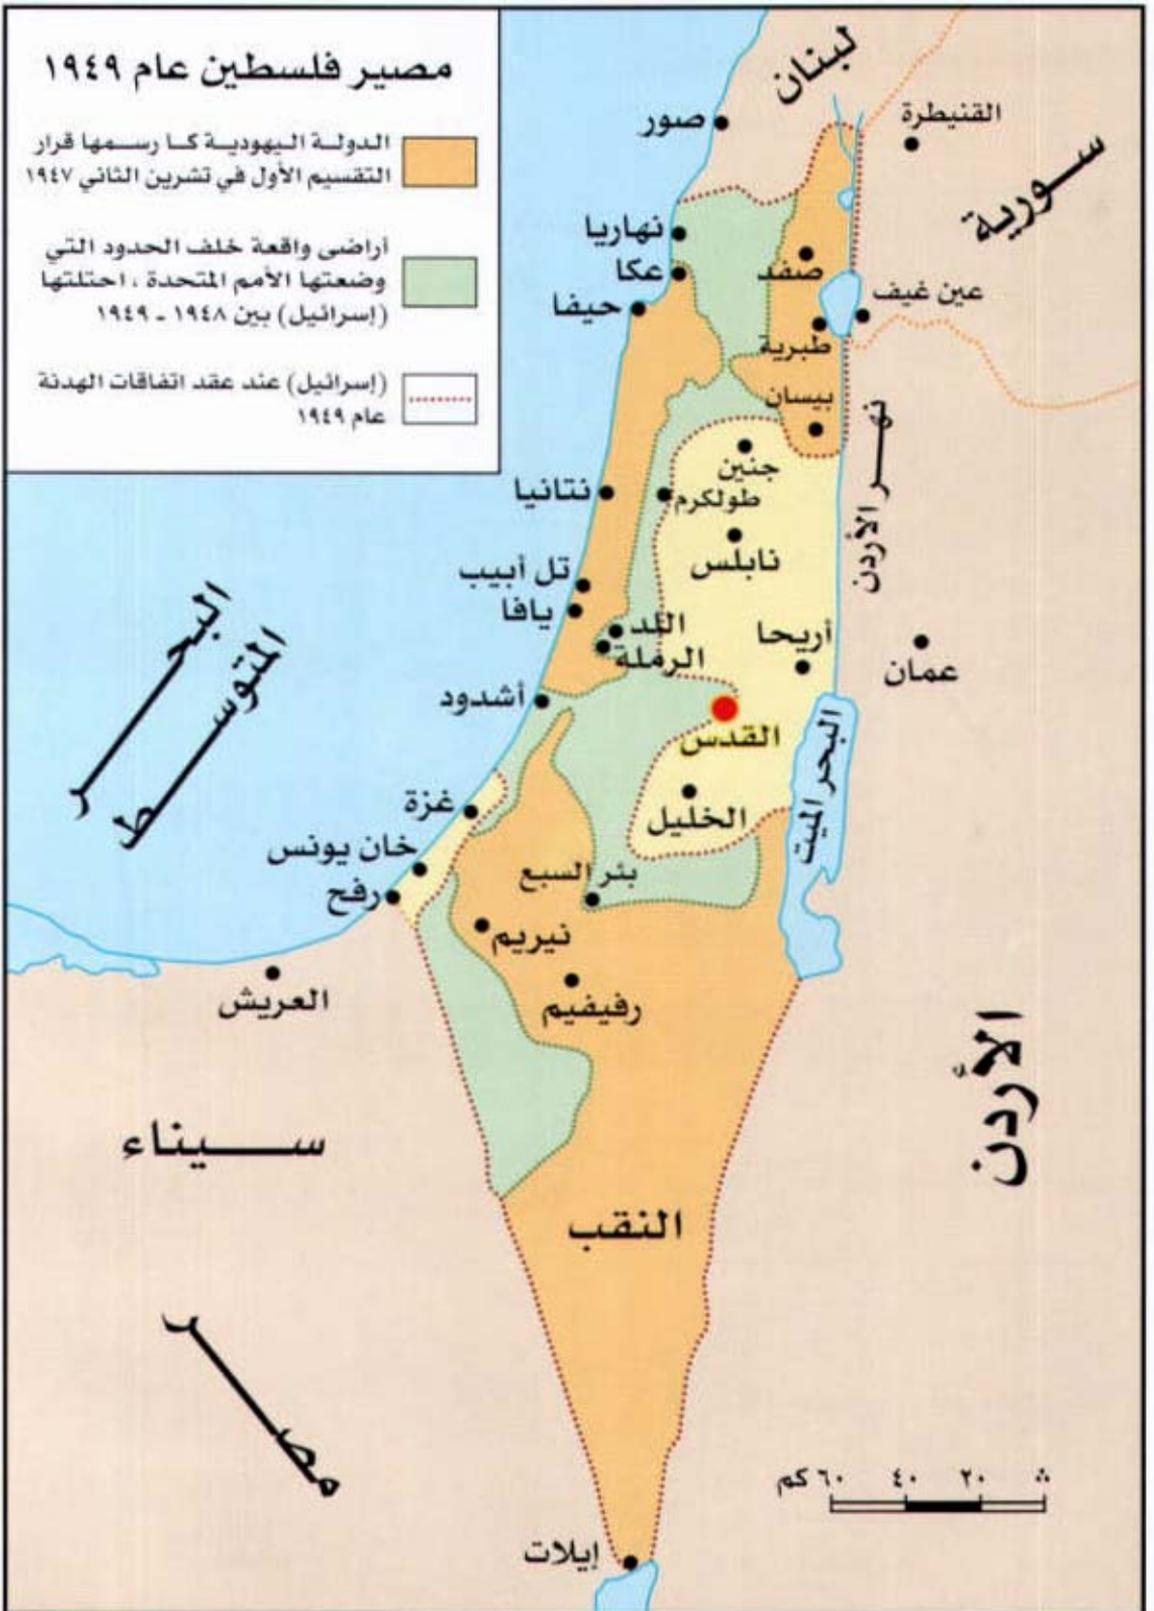 مصير فلسطين عام ١٩٤٩
الدولة اليهودية كا رسمها قرار
التقسيم الأول في تشرين الثاني ١٩٤٧
أراضى واقعة خلف الحدود التي
وضعتها الأمم المتحدة ، احتلتها
(إسرائيل) بين ١٩٤٨ ـ ١٩٤٩
(إسرائيل) عند عقد اتفاقات الهدنة
عام ١٩٤٩
لبنان
صور
القنيطرة
سورية
نهاريا
عكا
صفد
حيفا
عين غيف
طبرية
بيسان
نهر الأردن
جنين
نتانيا
طولكرم
نابلس
تل أبيب
يافا
اللد
أريحا
الرملة
عمان
البحر
المتوسط
أشدود
القدس
البحر الميت
غزة
الخليل
خان يونس
بئر السبع
رفح
نيريم
العريش
رفيفيم
الأردن
سيناء
النقب
مصر
٦٠ كم
٤٠
٢٠
إيلات